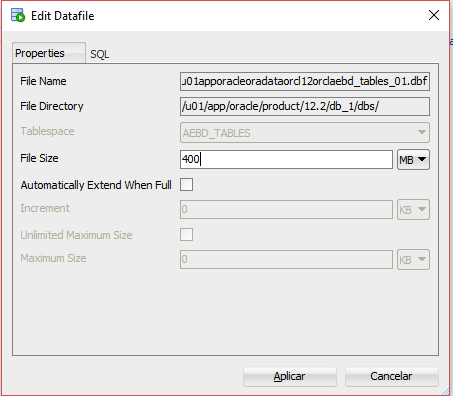 Edit Datafile
Properties SQL
File Name u01apporacleoradataorcl12orclaebd_tables_01.dbf
File Directory /u01/app/oracle/product/12.2/db_1/dbs/
Tablespace AEBD_TABLES
File Size 400 MB
Automatically Extend When Full
Increment 0 KB
Unlimited Maximum Size
Maximum Size 0 KB
Aplicar Cancelar